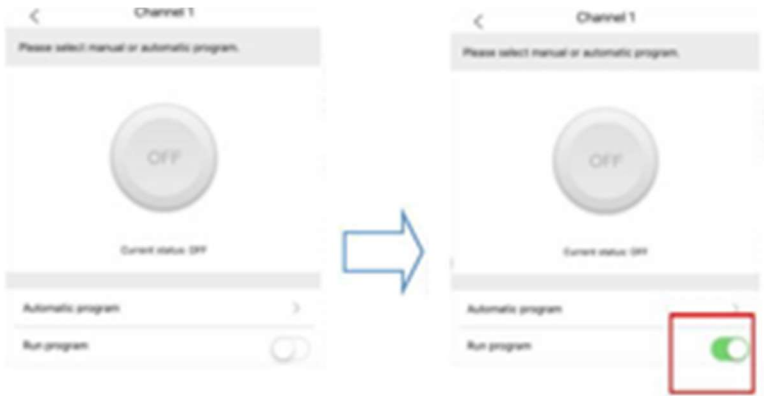 Channel 1
Please select manual or automatic program.
OFF
Current status: OFF
Automatic program
Run program
Channel 1
Please select manual or automatic program.
OFF
Current status: OFF
Automatic program
Run program